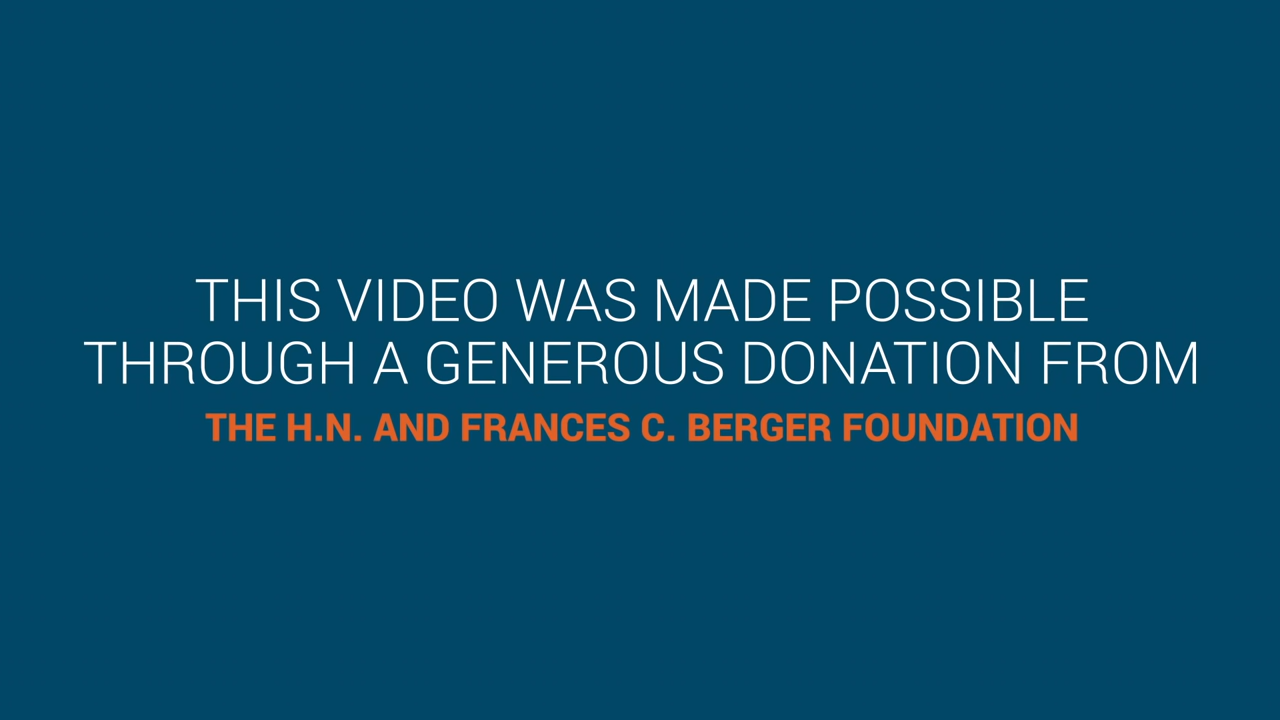 THIS VIDEO WAS MADE POSSIBLE
THROUGH A GENEROUS DONATION FROM
THE H.N. AND FRANCES C. BERGER FOUNDATION